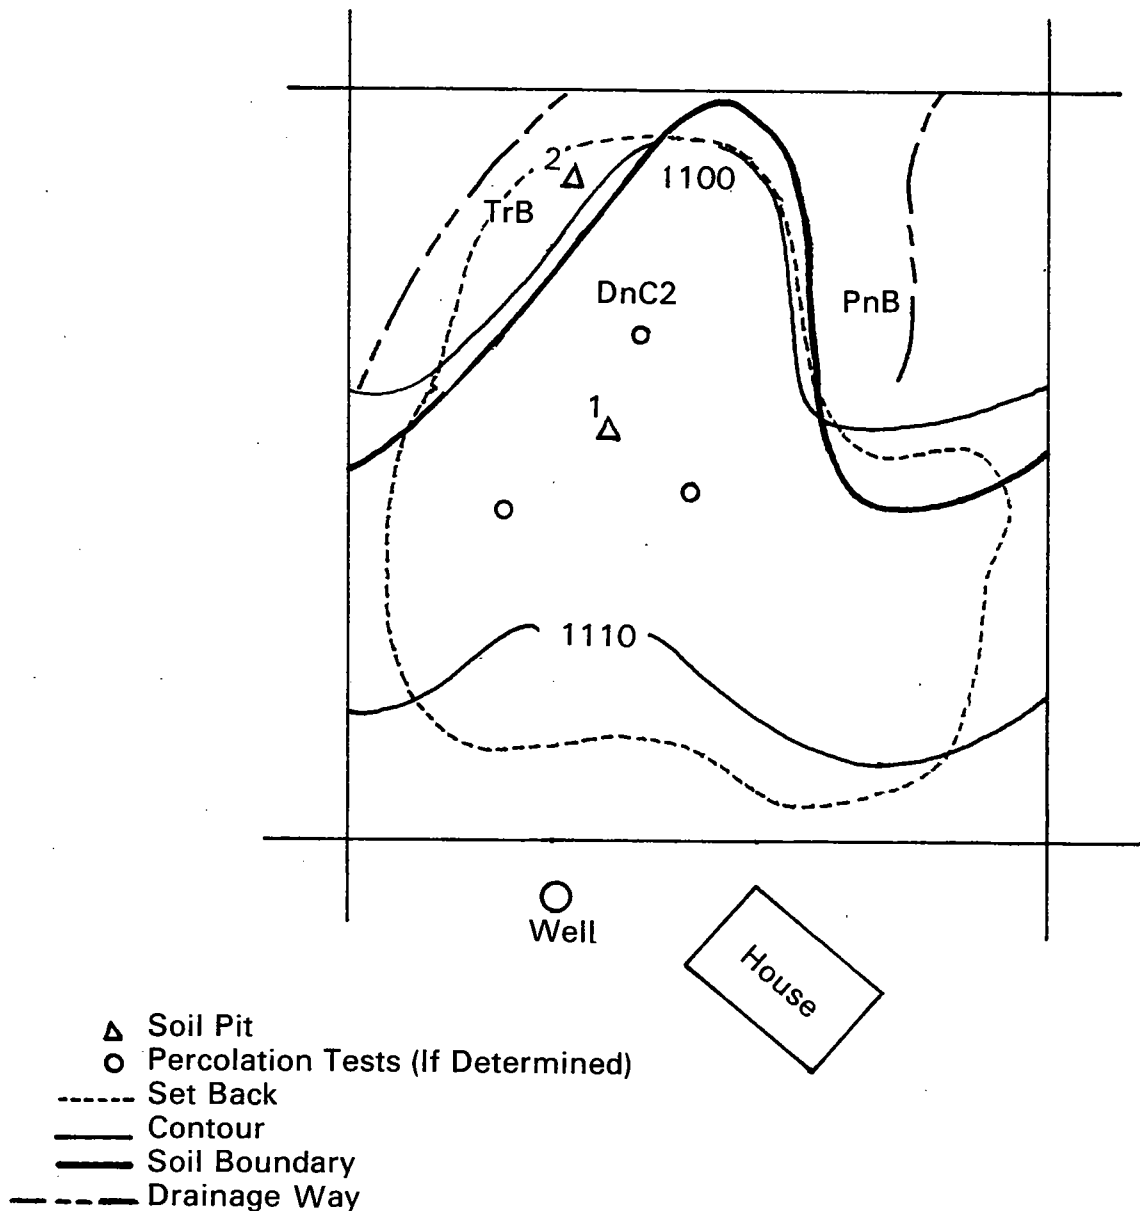 2
1100
TrB
DnC2
PnB
1
1110
Well
House
Soil Pit
Percolation Tests (If Determined)
Set Back
Contour
Soil Boundary
Drainage Way